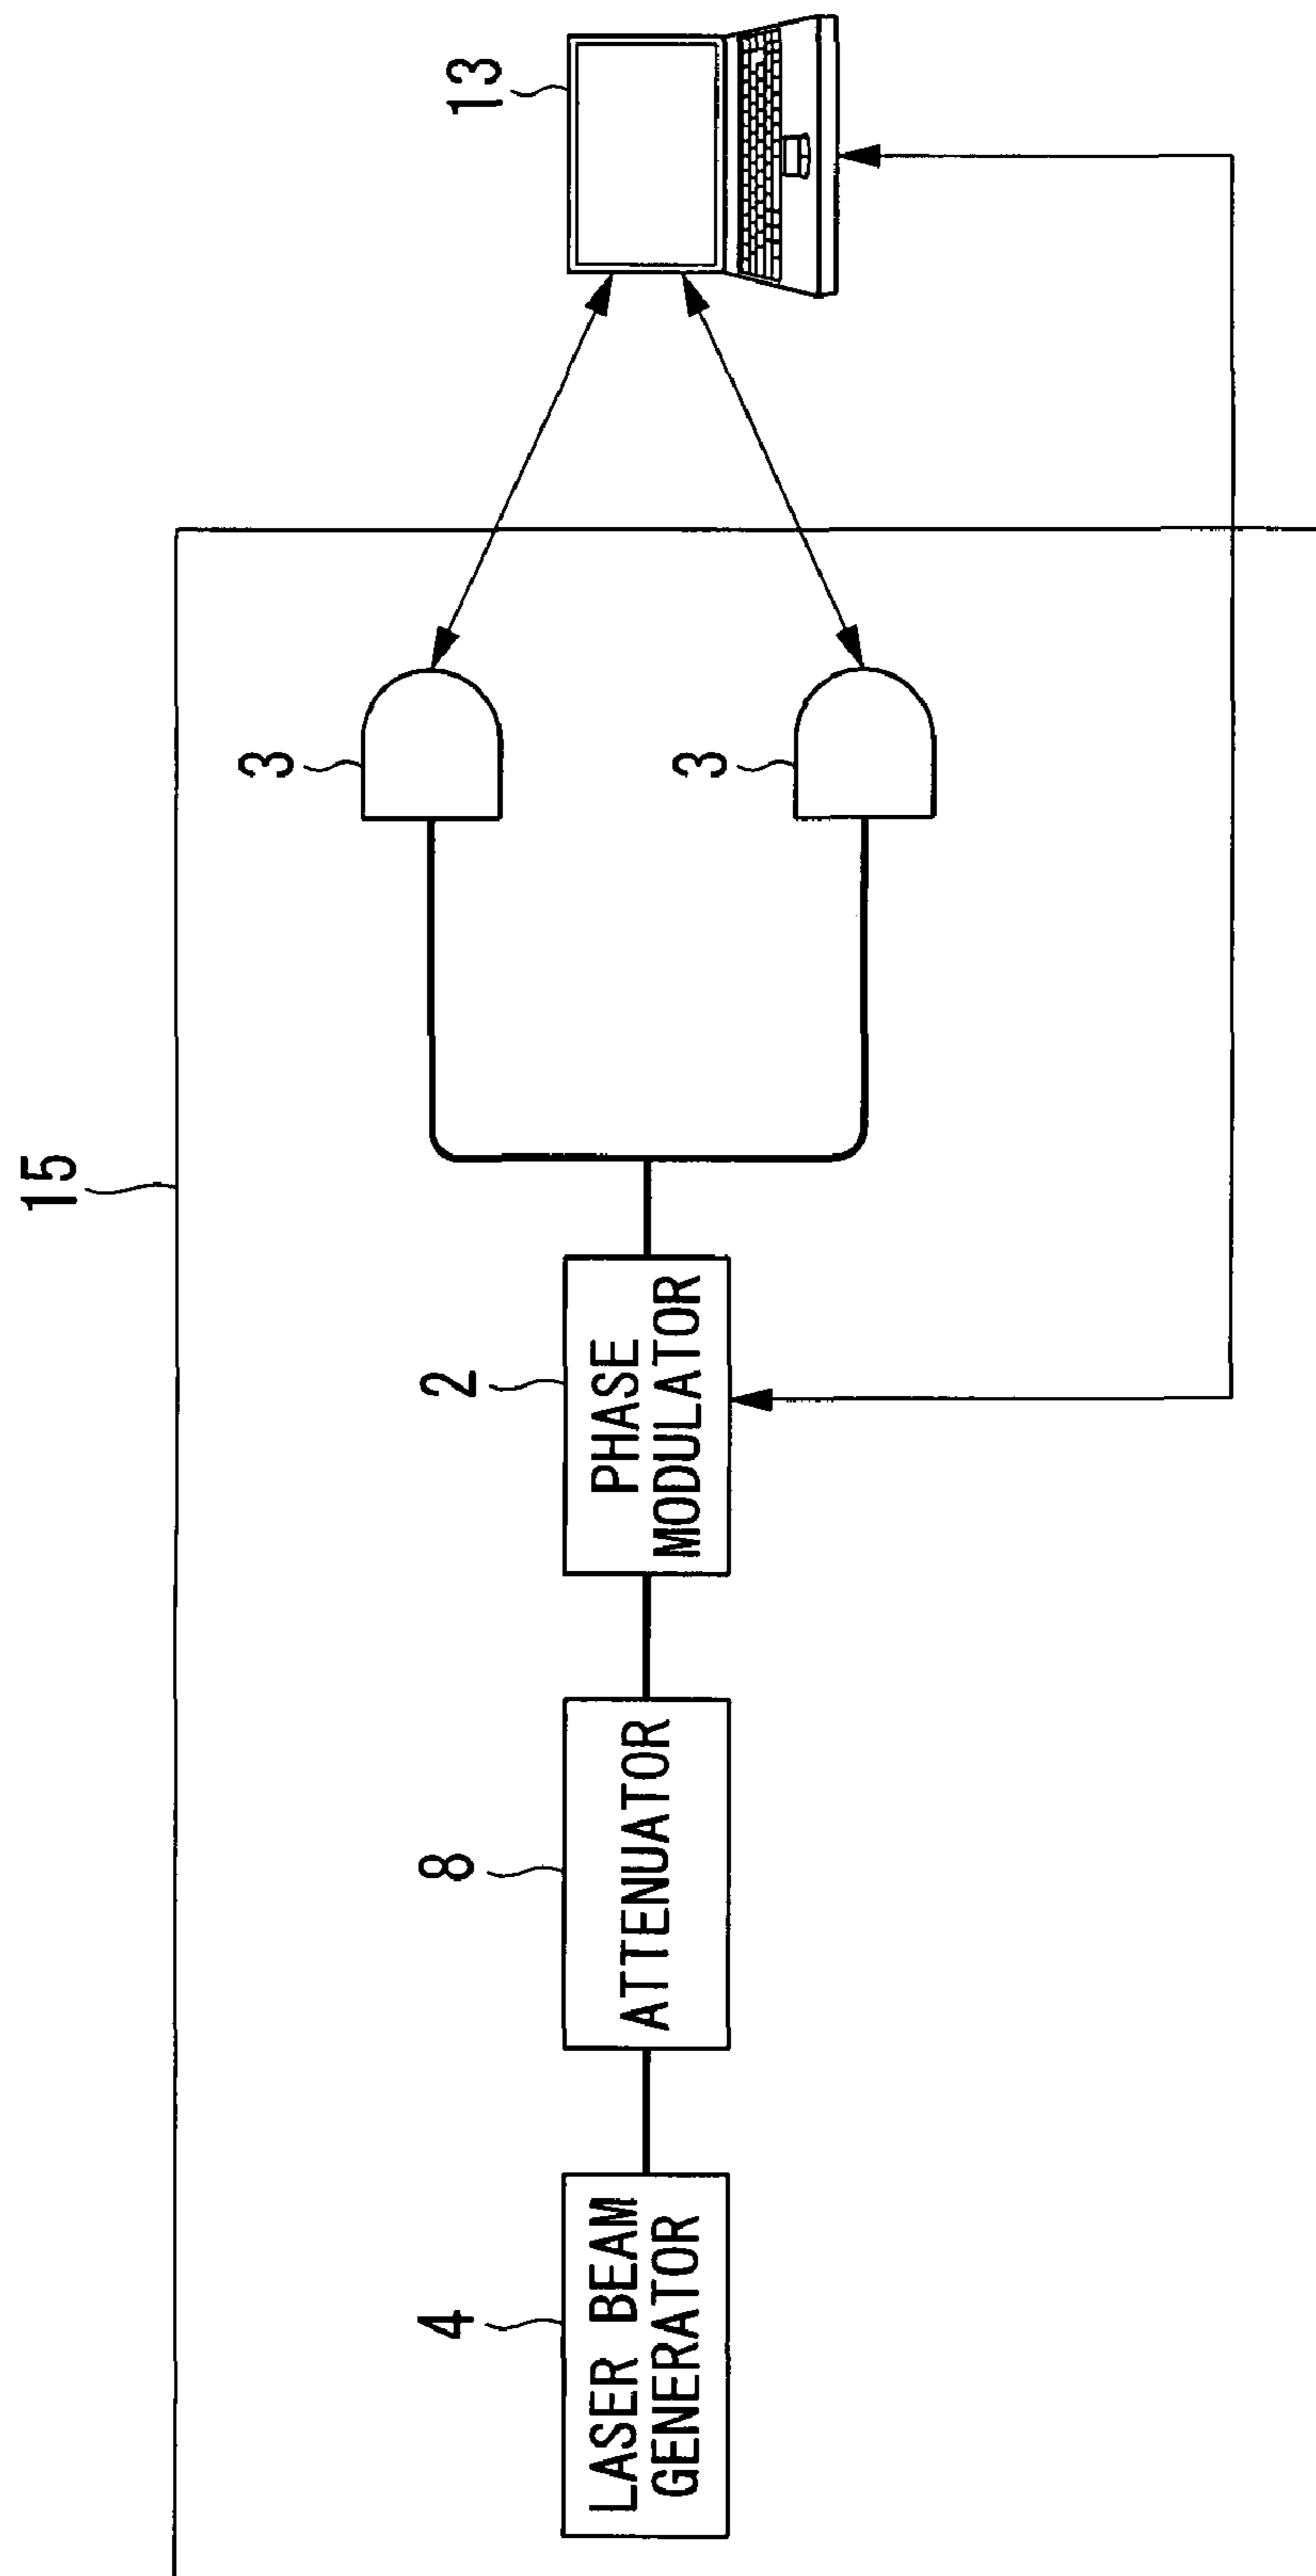 15
4
LASER BEAM
GENERATOR
8
ATTENUATOR
2
PHASE
MODULATOR
3
3
13